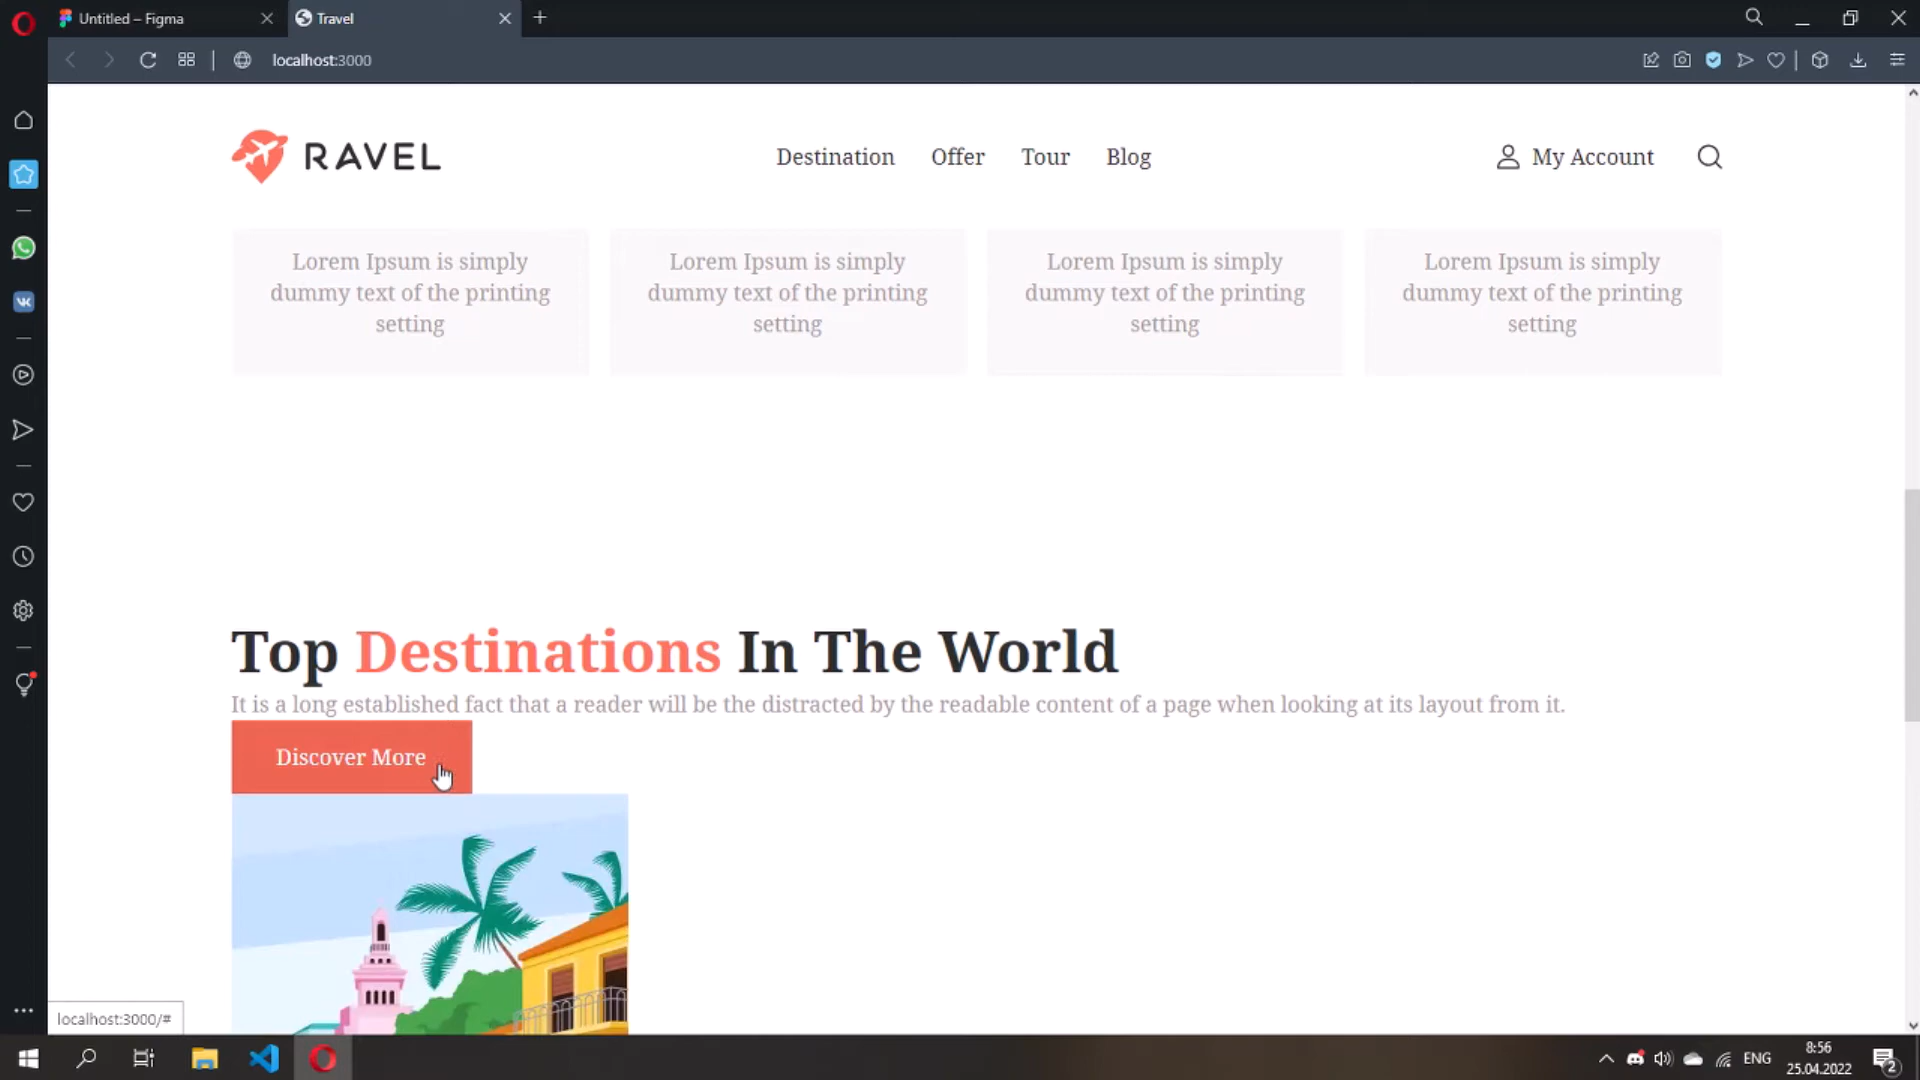 Untitled – Figma
Travel
localhost:3000
RAVEL
Destination
Offer
Tour
Blog
My Account
Lorem Ipsum is simply
dummy text of the printing
setting
Lorem Ipsum is simply
dummy text of the printing
setting
Lorem Ipsum is simply
dummy text of the printing
setting
Lorem Ipsum is simply
dummy text of the printing
setting
Top Destinations In The World
It is a long established fact that a reader will be the distracted by the readable content of a page when looking at its layout from it.
Discover More
localhost:3000/#
ENG
8:56
25.04.2022
2